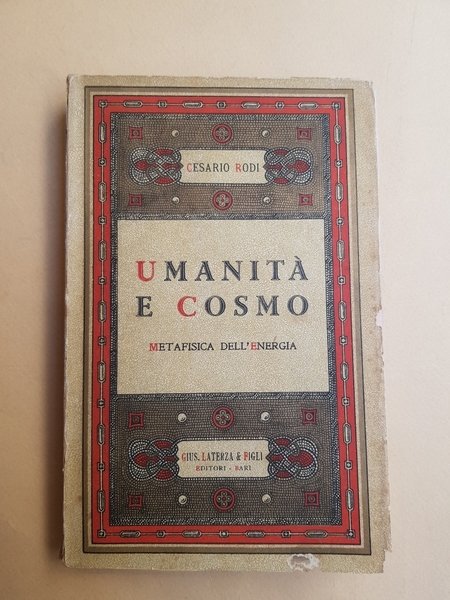 CESARIO RODI
UMANITÀ
E COSMO
METAFISICA DELL'ENERGIA
GIUS. LATERZA & FIGLI
EDITORI - BARI